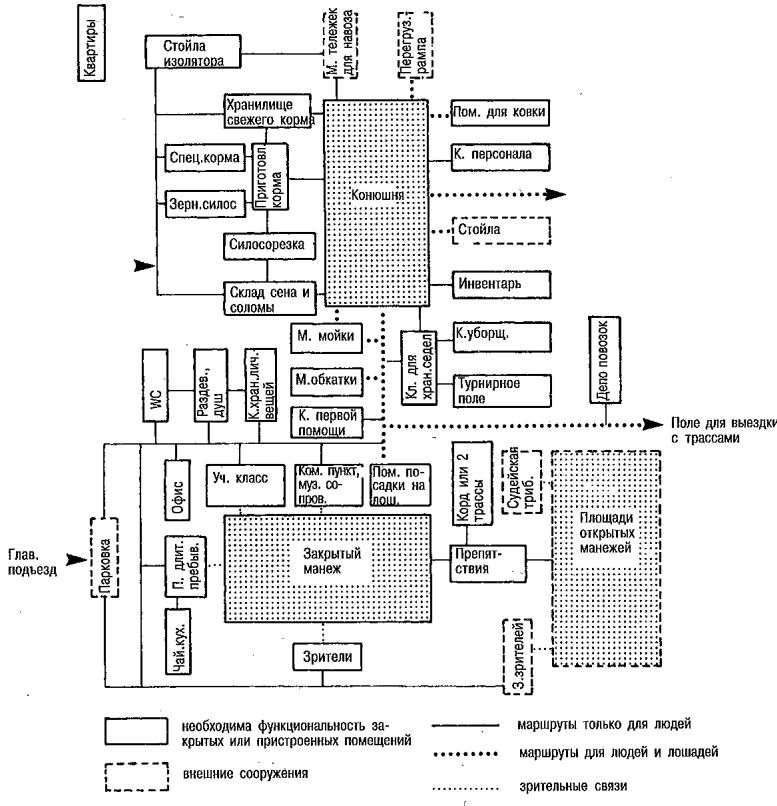 Квартиры
Стойла
изолятора
М. тележек
для навоза
Перегруз.
рампа
Хранилище
свежего корма
Пом. для ковки
Спец.корма
Приготовл.
корма
К. персонала
Конюшня
Зерн.силос
Стойла
Силосорезка
Склад сена и
соломы
Инвентарь
М. мойки
Кл. для
хран.седел
К.уборщ.
Депо повозок
WC
Раздев.,
душ
К.хран.лич.
вещей
М.обкатки
Турнирное
поле
К. первой
помощи
Поле для выездки
с трассами
Офис
Уч. класс
Ком. пункт,
муз. со-
пров.
Пом. по-
садки на
лош.
Корд или 2
трассы
Судейская
триб.
Площади
открытых
манежей
Глав.
подъезд
Парковка
П. длит.
пребыв.
Закрытый
манеж
Препят-
ствия
Чай.кух.
Зрители
З.зрителей
необходима функциональность за-
крытых или пристроенных помещений
маршруты только для людей
маршруты для людей и лошадей
внешние сооружения
зрительные связи